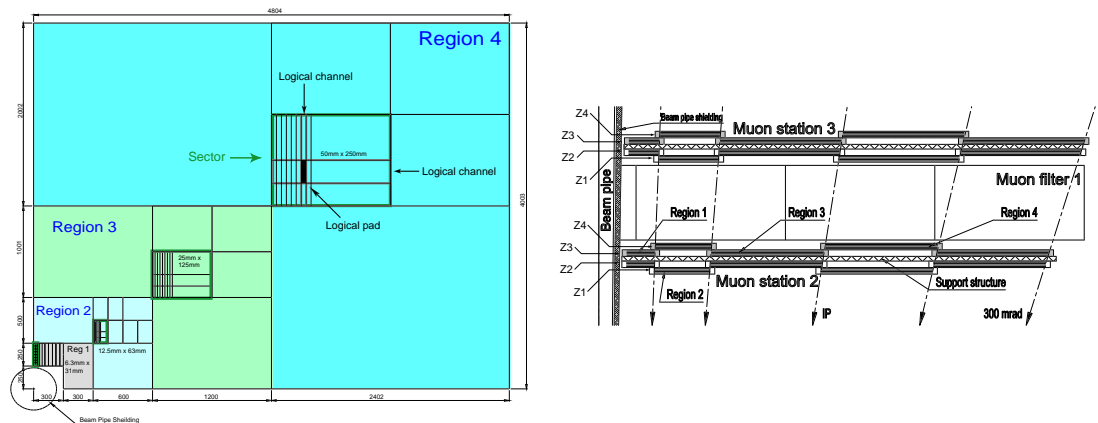 4804
Region 4
Logical channel
2002
4003
Sector
50mm x 250mm
Logical channel
Logical pad
Region 3
1001
25mm x
125mm
Region 2
500
Reg 1
12.5mm x 63mm
250
6.3mm x
31mm
250
300
300
600
1200
2402
Beam Pipe Sheilding
Z4
Beam pipe shielding
Muon station 3
Z3
Z2
Z1
Muon filter 1
Beam pipe
Region 1
Region 3
Region 4
Z4
Z3
Z2
Z1
Muon station 2
Support structure
Region 2
IP
300 mrad